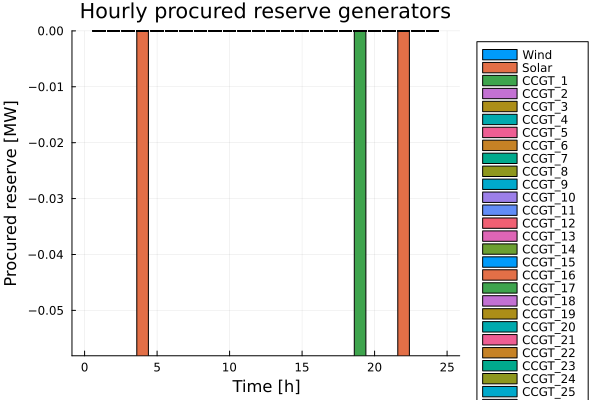 Hourly procured reserve generators
Procured reserve [MW]
0.00
−0.01
−0.02
−0.03
−0.04
−0.05
0
5
10
15
20
25
Time [h]
Wind
Solar
CCGT_1
CCGT_2
CCGT_3
CCGT_4
CCGT_5
CCGT_6
CCGT_7
CCGT_8
CCGT_9
CCGT_10
CCGT_11
CCGT_12
CCGT_13
CCGT_14
CCGT_15
CCGT_16
CCGT_17
CCGT_18
CCGT_19
CCGT_20
CCGT_21
CCGT_22
CCGT_23
CCGT_24
CCGT_25